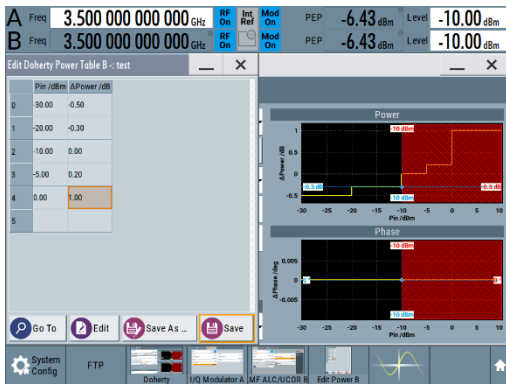 A Freq 3.500 000 000 000 GHz RF On Int Ref Mod On PEP -6.43 dBm Level -10.00 dBm
B Freq 3.500 000 000 000 GHz RF On Mod On PEP -6.43 dBm Level -10.00 dBm
Edit Doherty Power Table B -: test
Pin /dBm ΔPower /dB
0 -30.00 -0.50
1 -20.00 -0.30
2 -10.00 0.00
3 -5.00 0.20
4 0.00 1.00
5
Power
-10 dBm
1
0.5
0
-0.5
ΔPower /dB
-0.3 dB
-10 dBm
-30 -25 -20 -15 -10 -5 0 5 10
Pin /dBm
Phase
-10 dBm
0.005
0
-0.005
ΔPhase /deg
-10 dBm
-30 -25 -20 -15 -10 -5 0 5 10
Pin /dBm
Go To Edit Save As ... Save
System Config FTP Doherty I/Q Modulator A MF ALC/UCOR B Edit Power B